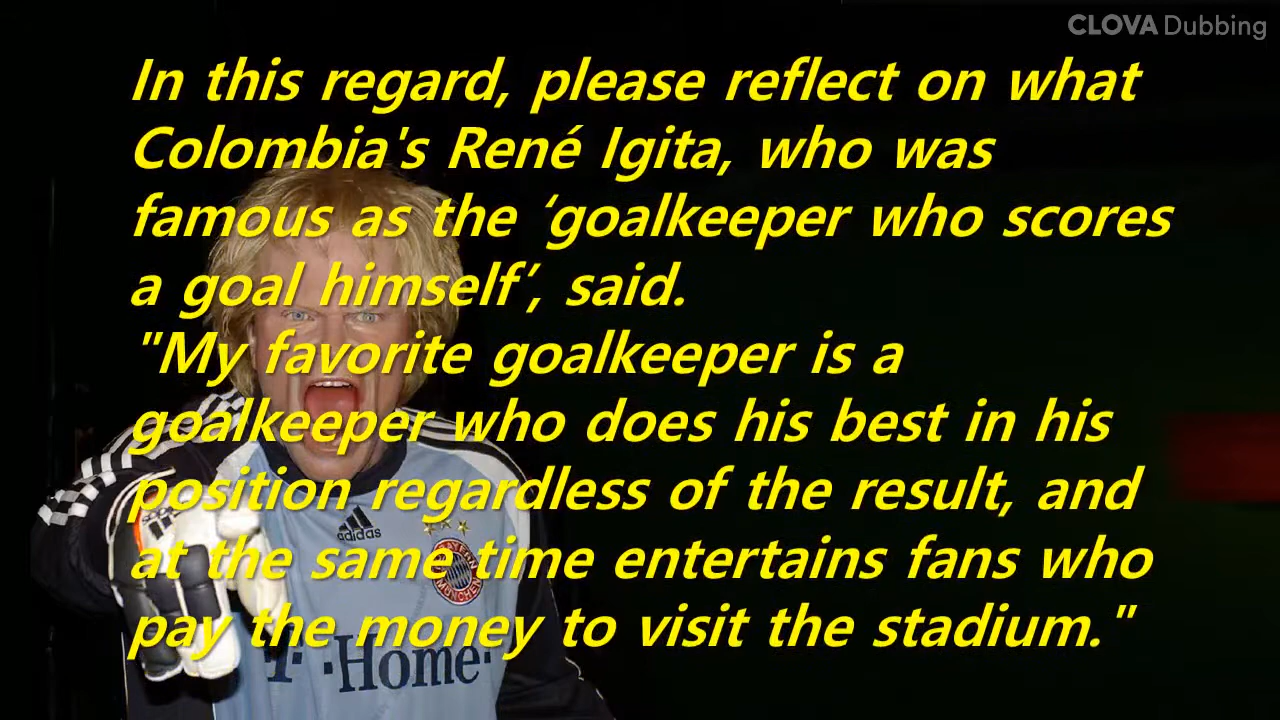 CLOVA Dubbing
In this regard, please reflect on what
Colombia's René Igita, who was
famous as the ‘goalkeeper who scores
a goal himself’, said.
"My favorite goalkeeper is a
goalkeeper who does his best in his
position regardless of the result, and
at the same time entertains fans who
pay the money to visit the stadium."
adidas
BAYERN
MÜNCHEN
T··Home·